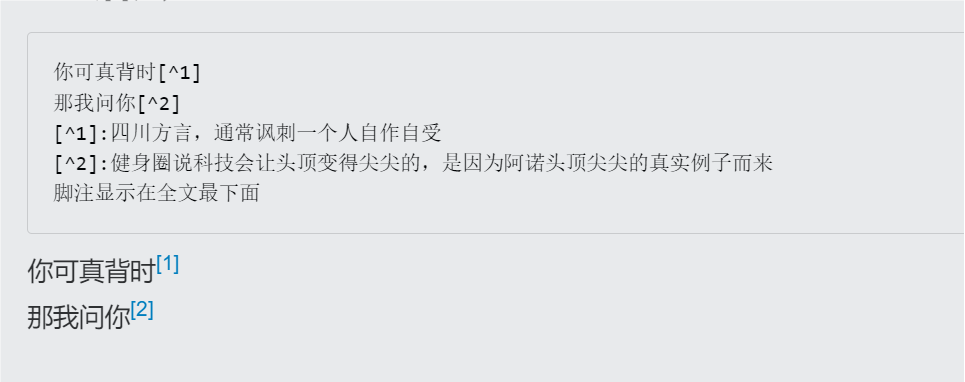 你可真背时[^1]
那我问你[^2]
[^1]:四川方言，通常讽刺一个人自作自受
[^2]:健身圈说科技会让头顶变得尖尖的，是因为阿诺头顶尖尖的真实例子而来
脚注显示在全文最下面
你可真背时[1]
那我问你[2]